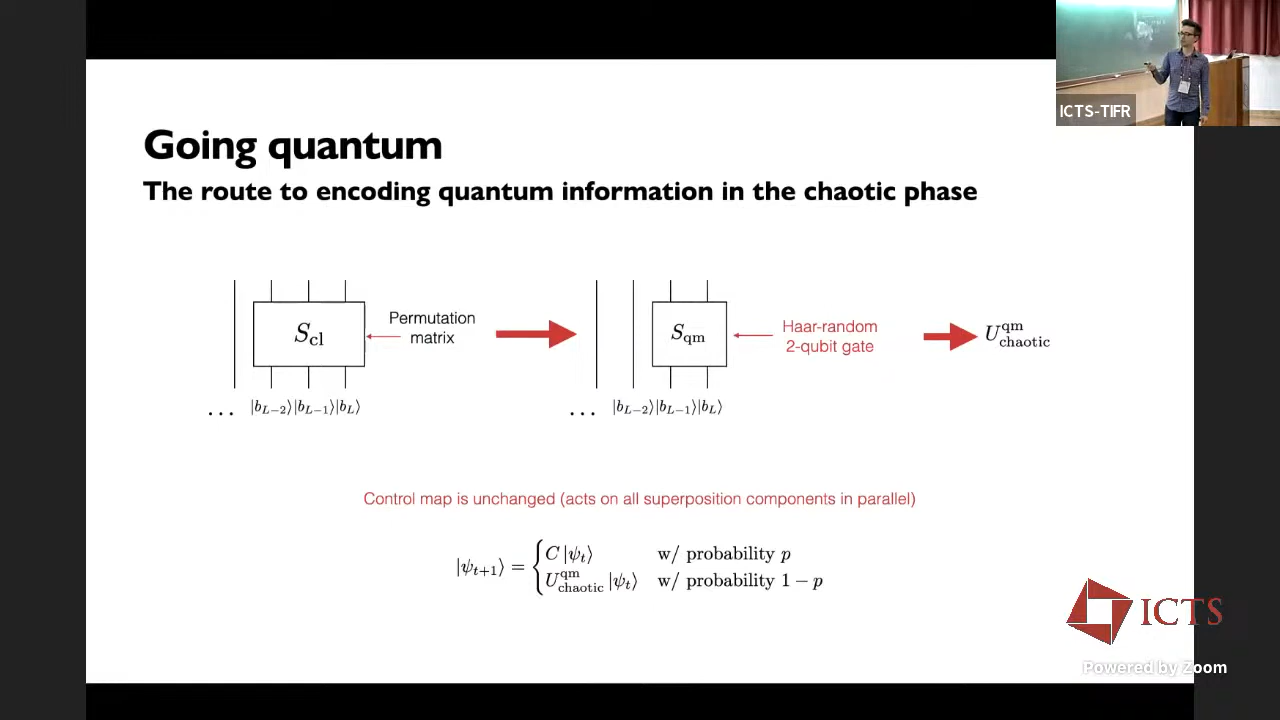 ICTS-TIFR
Going quantum
The route to encoding quantum information in the chaotic phase
S_cl
Permutation
matrix
S_qm
Haar-random
2-qubit gate
U^qm_chaotic
... |b_{L−2}⟩|b_{L−1}⟩|b_L⟩
... |b_{L−2}⟩|b_{L−1}⟩|b_L⟩
Control map is unchanged (acts on all superposition components in parallel)
|ψ_{t+1}⟩ = { C|ψ_t⟩ w/ probability p
U^qm_chaotic |ψ_t⟩ w/ probability 1 − p
ICTS
Powered by Zoom